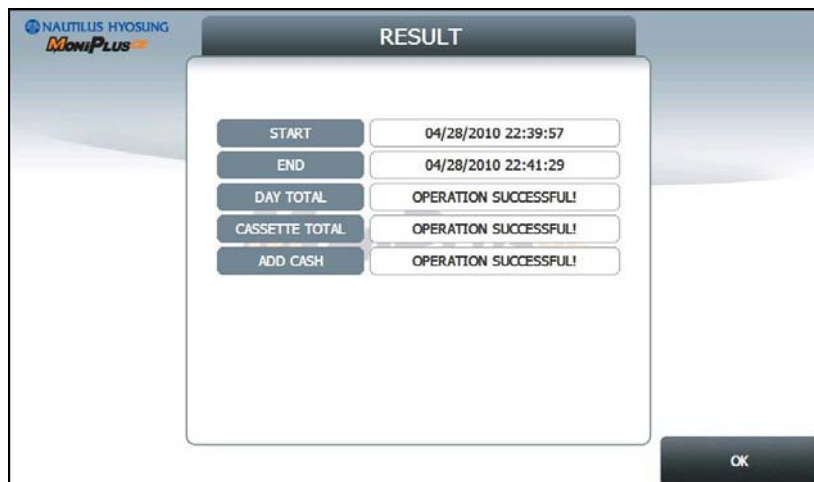 NAUTILUS HYOSUNG
MONiPLUS CE
RESULT
START 04/28/2010 22:39:57
END 04/28/2010 22:41:29
DAY TOTAL OPERATION SUCCESSFUL!
CASSETTE TOTAL OPERATION SUCCESSFUL!
ADD CASH OPERATION SUCCESSFUL!
OK